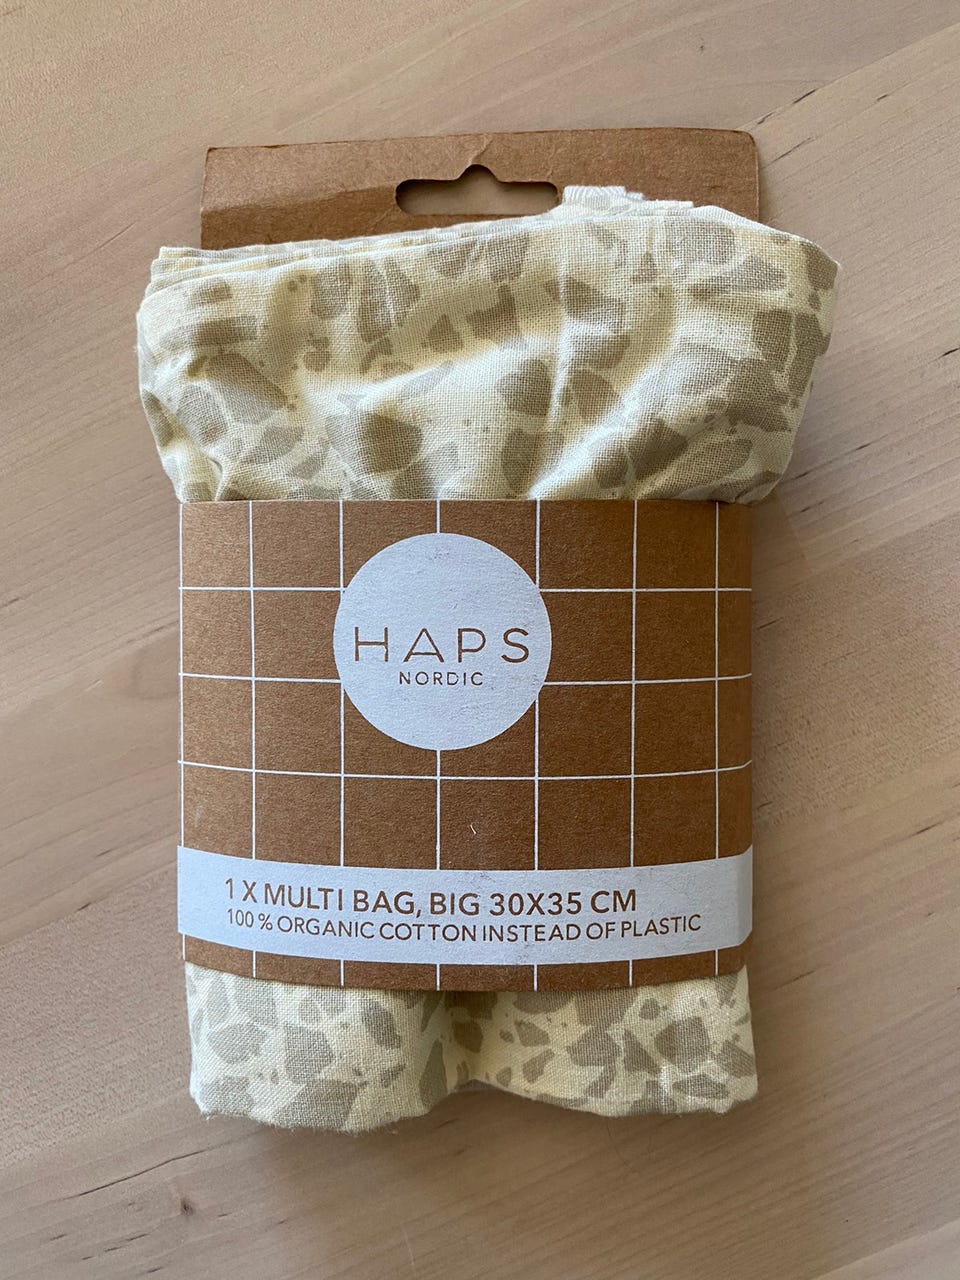 HAPS
NORDIC
1 X MULTI BAG, BIG 30X35 CM
100 % ORGANIC COTTON INSTEAD OF PLASTIC